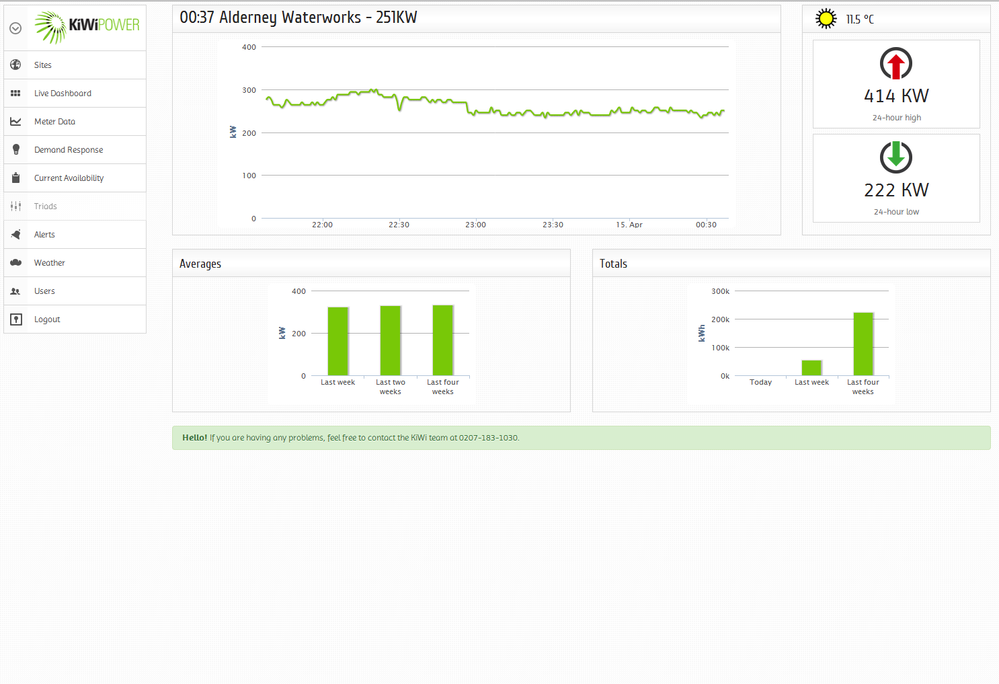 KiWiPOWER
Sites
Live Dashboard
Meter Data
Demand Response
Current Availability
Triads
Alerts
Weather
Users
Logout
00:37 Alderney Waterworks - 251KW
400
300
200
100
0
kW
22:00 22:30 23:00 23:30 15. Apr 00:30
11.5 °C
414 KW
24-hour high
222 KW
24-hour low
Averages
400
200
0
kW
Last week Last two weeks Last four weeks
Totals
300k
200k
100k
0k
kWh
Today Last week Last four weeks
Hello! If you are having any problems, feel free to contact the KiWi team at 0207-183-1030.